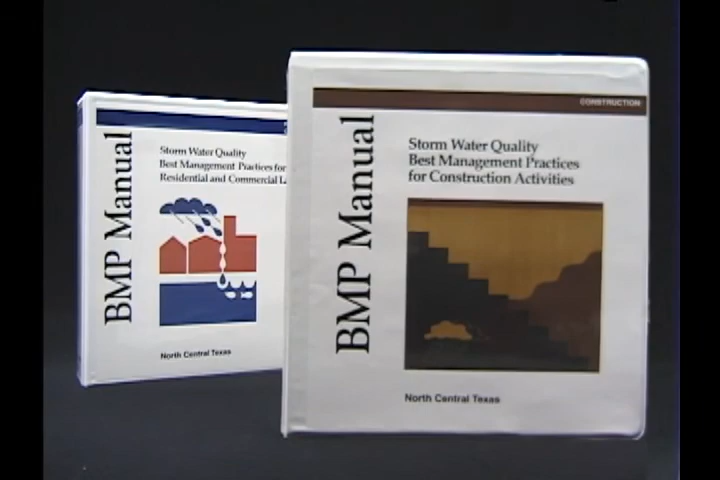 BMP Manual
Storm Water Quality
Best Management Practices for
Residential and Commercial
North Central Texas
CONSTRUCTION
BMP Manual
Storm Water Quality
Best Management Practices
for Construction Activities
North Central Texas